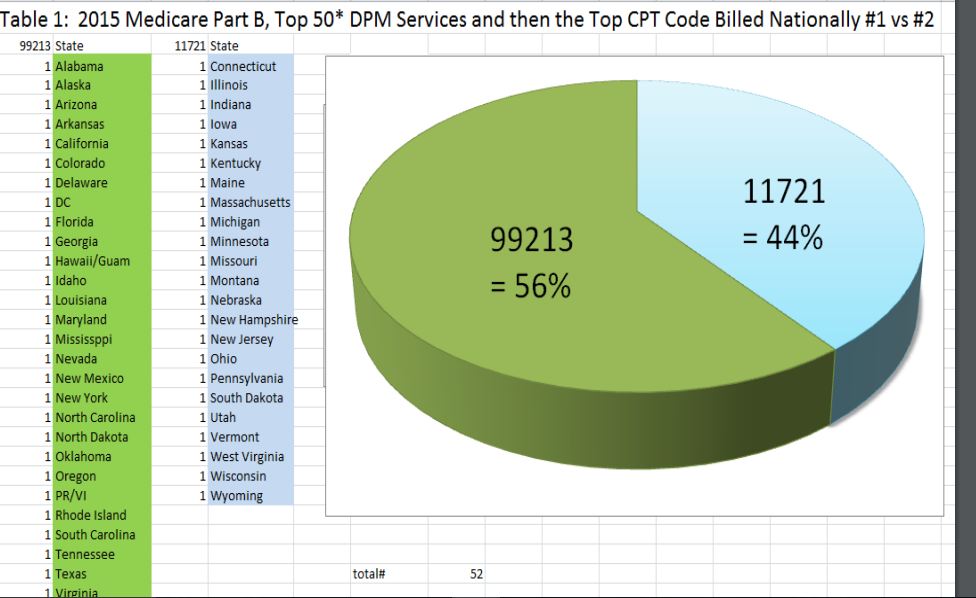 Table 1: 2015 Medicare Part B, Top 50* DPM Services and then the Top CPT Code Billed Nationally #1 vs #2
99213 State 11721 State
1 Alabama 1 Connecticut
1 Alaska 1 Illinois
1 Arizona 1 Indiana
1 Arkansas 1 Iowa
1 California 1 Kansas
1 Colorado 1 Kentucky
1 Delaware 1 Maine
1 DC 1 Massachusetts
1 Florida 1 Michigan
1 Georgia 1 Minnesota
1 Hawaii/Guam 1 Missouri
1 Idaho 1 Montana
1 Louisiana 1 Nebraska
1 Maryland 1 New Hampshire
1 Mississppi 1 New Jersey
1 Nevada 1 Ohio
1 New Mexico 1 Pennsylvania
1 New York 1 South Dakota
1 North Carolina 1 Utah
1 North Dakota 1 Vermont
1 Oklahoma 1 West Virginia
1 Oregon 1 Wisconsin
1 PR/VI 1 Wyoming
1 Rhode Island
1 South Carolina
1 Tennessee
1 Texas
1 Virginia
11721
= 44%
99213
= 56%
total# 52